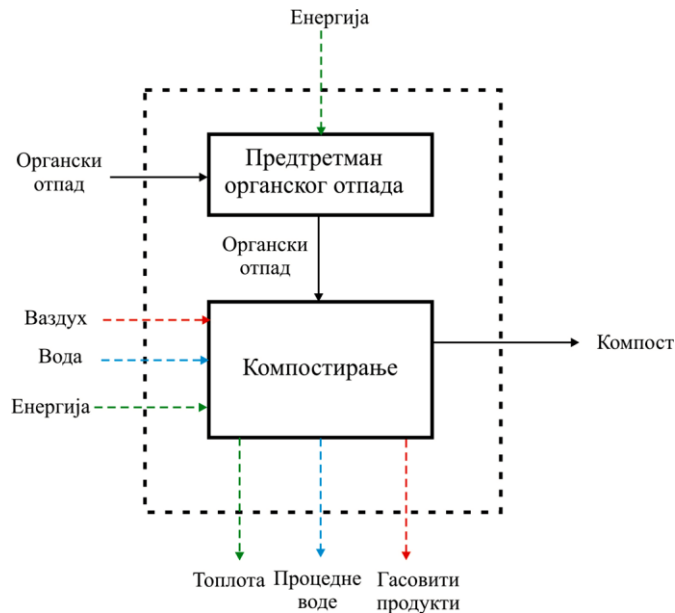 Енергија
Предтретман
органског отпада
Органски
отпад
Органски
отпад
Ваздух
Вода
Енергија
Компостирање
Компост
Топлота
Процедне
воде
Гасовити
продукти